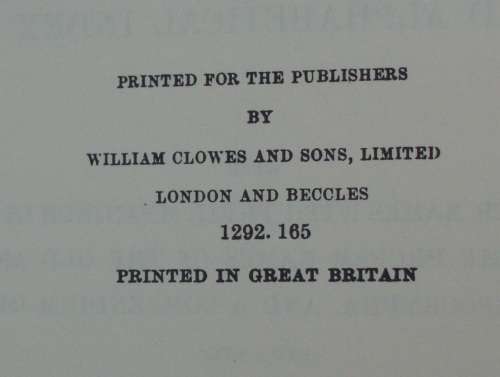 PRINTED FOR THE PUBLISHERS
BY
WILLIAM CLOWES AND SONS, LIMITED
LONDON AND BECCLES
1292. 165
PRINTED IN GREAT BRITAIN